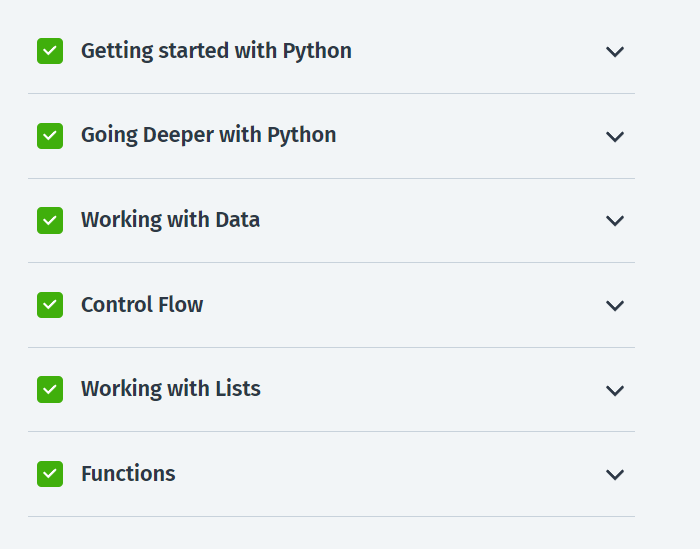 Getting started with Python
Going Deeper with Python
Working with Data
Control Flow
Working with Lists
Functions